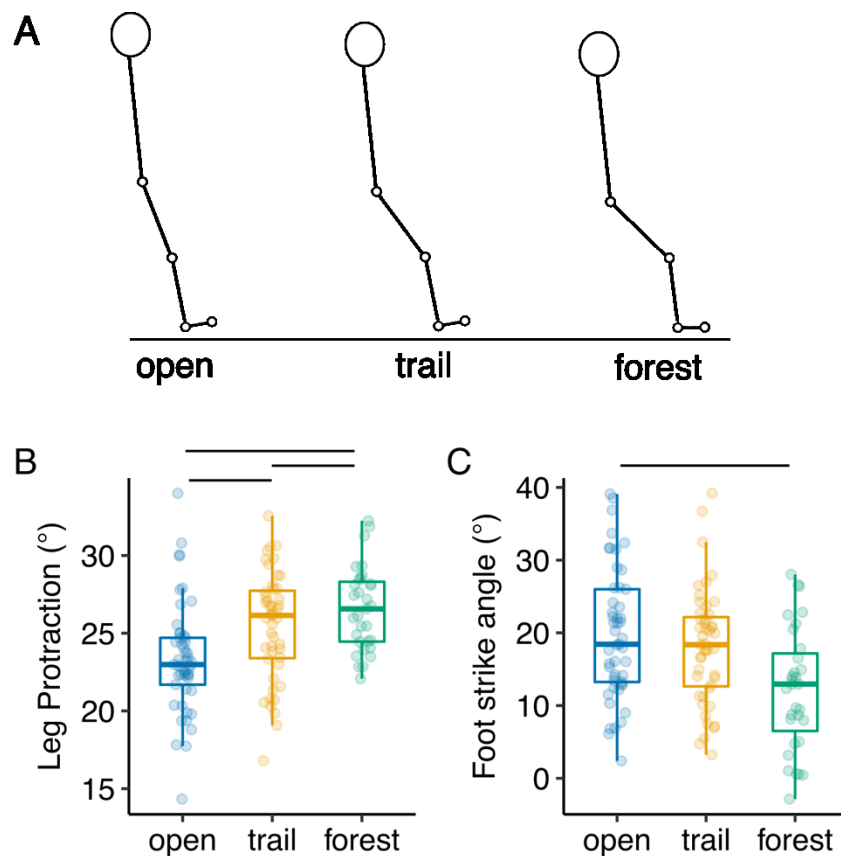 A
open trail forest
B
Leg Protraction (°)
30
25
20
15
open trail forest
C
Foot strike angle (°)
40
30
20
10
0
open trail forest